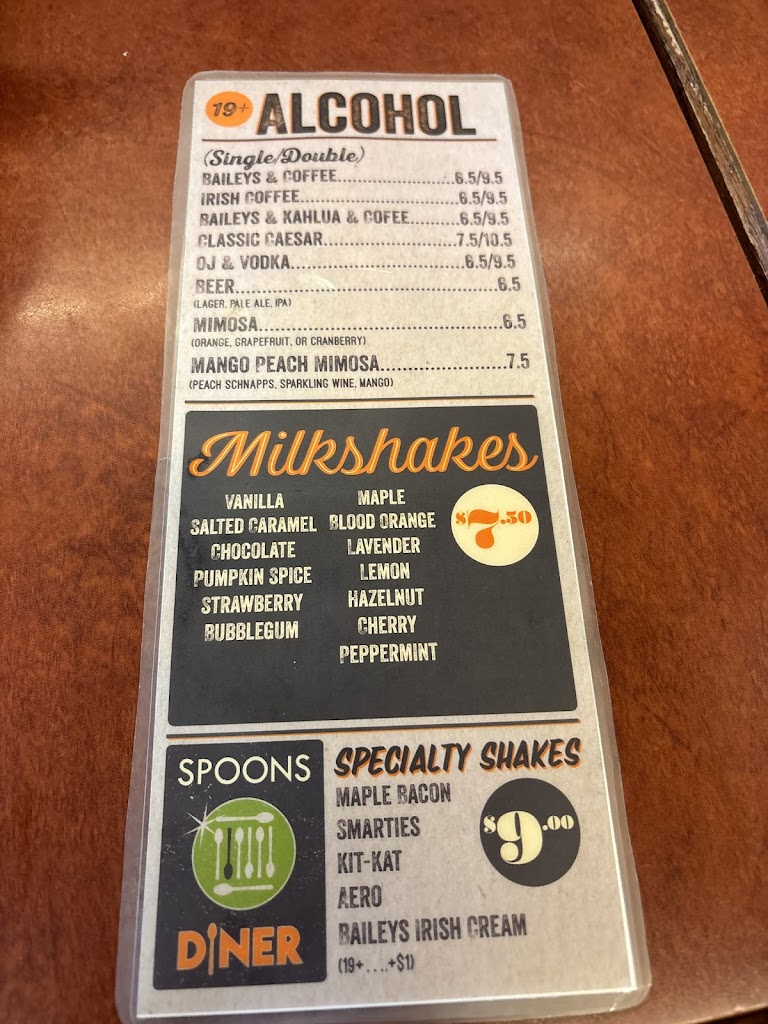 19+ ALCOHOL
(Single/Double)
BAILEYS & COFFEE........................6.5/9.5
IRISH COFFEE................................6.5/9.5
BAILEYS & KAHLUA & COFEE..........6.5/9.5
CLASSIC CAESAR...........................7.5/10.5
OJ & VODKA...................................6.5/9.5
BEER.....................................................6.5
(LAGER, PALE ALE, IPA)
MIMOSA.................................................6.5
(ORANGE, GRAPEFRUIT, OR CRANBERRY)
MANGO PEACH MIMOSA.........................7.5
(PEACH SCHNAPPS, SPARKLING WINE, MANGO)
Milkshakes
$7.50
VANILLA
SALTED CARAMEL
CHOCOLATE
PUMPKIN SPICE
STRAWBERRY
BUBBLEGUM
MAPLE
BLOOD ORANGE
LAVENDER
LEMON
HAZELNUT
CHERRY
PEPPERMINT
SPOONS
DINER
SPECIALTY SHAKES
$9.00
MAPLE BACON
SMARTIES
KIT-KAT
AERO
BAILEYS IRISH CREAM
(19+ ....+$1)